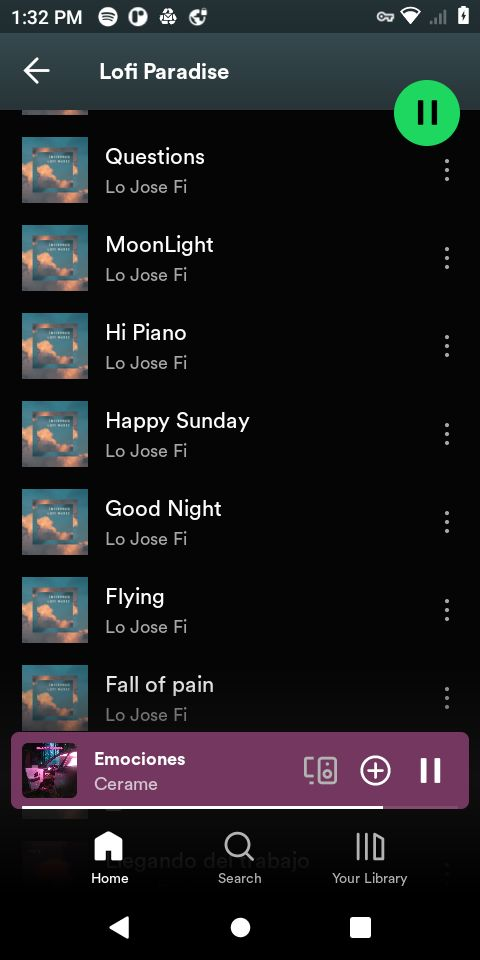 1:32 PM
Lofi Paradise
Questions
Lo Jose Fi
MoonLight
Lo Jose Fi
Hi Piano
Lo Jose Fi
Happy Sunday
Lo Jose Fi
Good Night
Lo Jose Fi
Flying
Lo Jose Fi
Fall of pain
Lo Jose Fi
Emociones
Cerame
Llegando del trabajo
Home
Search
Your Library